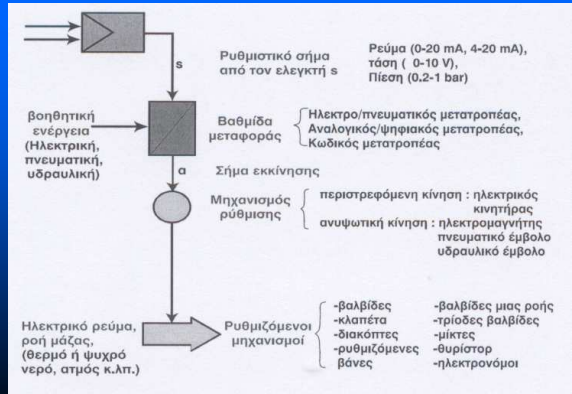 s
Ρυθμιστικό σήμα
από τον ελεγκτή s
Ρεύμα (0-20 mA, 4-20 mA),
τάση ( 0-10 V),
Πίεση (0.2-1 bar)
βοηθητική
ενέργεια
(Ηλεκτρική,
πνευματική,
υδραυλική)
Βαθμίδα
μεταφοράς
Ηλεκτρο/πνευματικός μετατροπέας,
Αναλογικός/ψηφιακός μετατροπέας,
Κωδικός μετατροπέας
α
Σήμα εκκίνησης
Μηχανισμός
ρύθμισης
περιστρεφόμενη κίνηση : ηλεκτρικός
κινητήρας
ανυψωτική κίνηση : ηλεκτρομαγνήτης
πνευματικό έμβολο
υδραυλικό έμβολο
Ηλεκτρικό ρεύμα,
ροή μάζας,
(θερμό ή ψυχρό
νερό, ατμός κ.λπ.)
Ρυθμιζόμενοι
μηχανισμοί
-βαλβίδες
-κλαπέτα
-διακόπτες
-ρυθμιζόμενες
βάνες
-βαλβίδες μιας ροής
-τρίοδες βαλβίδες
-μίκτες
-θυρίστορ
-ηλεκτρονόμοι